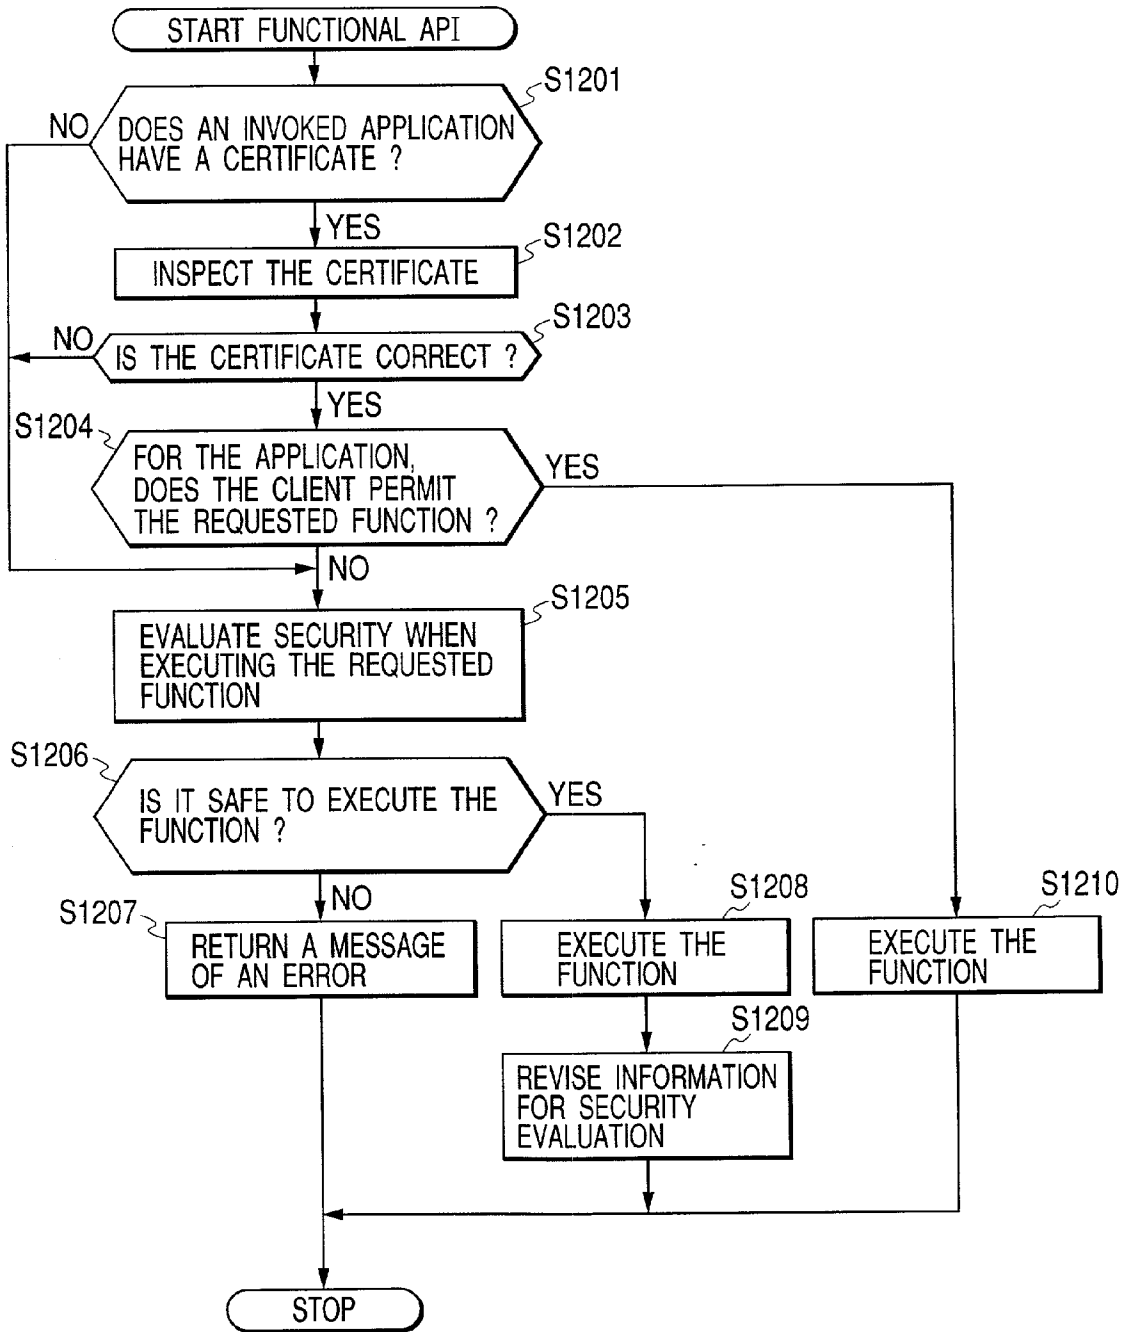 START FUNCTIONAL API
S1201
NO
DOES AN INVOKED APPLICATION
HAVE A CERTIFICATE ?
YES
S1202
INSPECT THE CERTIFICATE
S1203
NO
IS THE CERTIFICATE CORRECT ?
YES
S1204
FOR THE APPLICATION,
DOES THE CLIENT PERMIT
THE REQUESTED FUNCTION ?
YES
NO
S1205
EVALUATE SECURITY WHEN
EXECUTING THE REQUESTED
FUNCTION
S1206
IS IT SAFE TO EXECUTE THE
FUNCTION ?
YES
NO
S1207
RETURN A MESSAGE
OF AN ERROR
S1208
EXECUTE THE
FUNCTION
S1210
EXECUTE THE
FUNCTION
S1209
REVISE INFORMATION
FOR SECURITY
EVALUATION
STOP